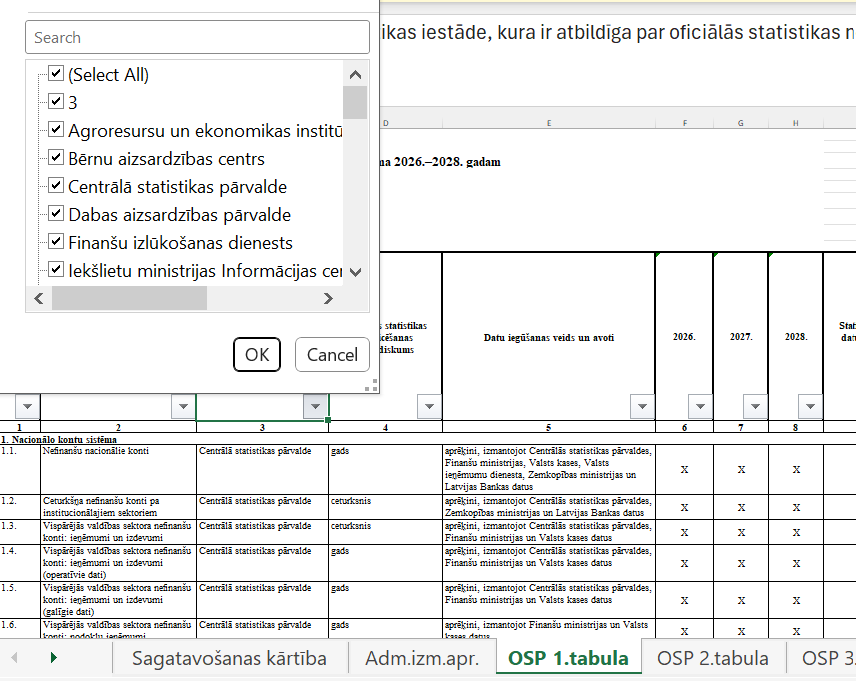 Search
ikas iestāde, kura ir atbildīga par oficiālās statistikas
(Select All)
3
Agroresursu un ekonomikas institū
Bērnu aizsardzības centrs
Centrālā statistikas pārvalde
Dabas aizsardzības pārvalde
Finanšu izlūkošanas dienests
Iekšlietu ministrijas Informācijas ce
OK
Cancel
D E F G H
ma 2026.–2028. gadam
s statistikas
diskums
Datu iegūšanas veids un avoti
2026.
2027.
2028.
Stat
datu
1 2 3 4 5 6 7 8
1. Nacionālo kontu sistēma
1.1.
Nefinanšu nacionālie konti
Centrālā statistikas pārvalde
gads
aprēķini, izmantojot Centrālās statistikas pārvaldes,
Finanšu ministrijas, Valsts kases, Valsts
ieņēmumu dienesta, Zemkopības ministrijas un
Latvijas Bankas datus
X X X
1.2.
Ceturkšņa nefinanšu konti pa
institucionālajiem sektoriem
Centrālā statistikas pārvalde
ceturksnis
aprēķini, izmantojot Centrālās statistikas pārvaldes,
Zemkopības ministrijas un Latvijas Bankas datus
X X X
1.3.
Vispārējās valdības sektora nefinanšu
konti: ieņēmumi un izdevumi
Centrālā statistikas pārvalde
ceturksnis
aprēķini, izmantojot Centrālās statistikas pārvaldes,
Finanšu ministrijas un Valsts kases datus
X X X
1.4.
Vispārējās valdības sektora nefinanšu
konti: ieņēmumi un izdevumi
(operatīvie dati)
Centrālā statistikas pārvalde
gads
aprēķini, izmantojot Centrālās statistikas pārvaldes,
Finanšu ministrijas un Valsts kases datus
X X X
1.5.
Vispārējās valdības sektora nefinanšu
konti: ieņēmumi un izdevumi
(galīgie dati)
Centrālā statistikas pārvalde
gads
aprēķini, izmantojot Centrālās statistikas pārvaldes,
Finanšu ministrijas un Valsts kases datus
X X X
1.6.
Vispārējās valdības sektora nefinanšu
konti: nodokļu ieņēmumi
Centrālā statistikas pārvalde
gads
aprēķini, izmantojot Finanšu ministrijas un Valsts
kases datus
X X X
Sagatavošanas kārtība
Adm.izm.apr.
OSP 1.tabula
OSP 2.tabula
OSP 3.